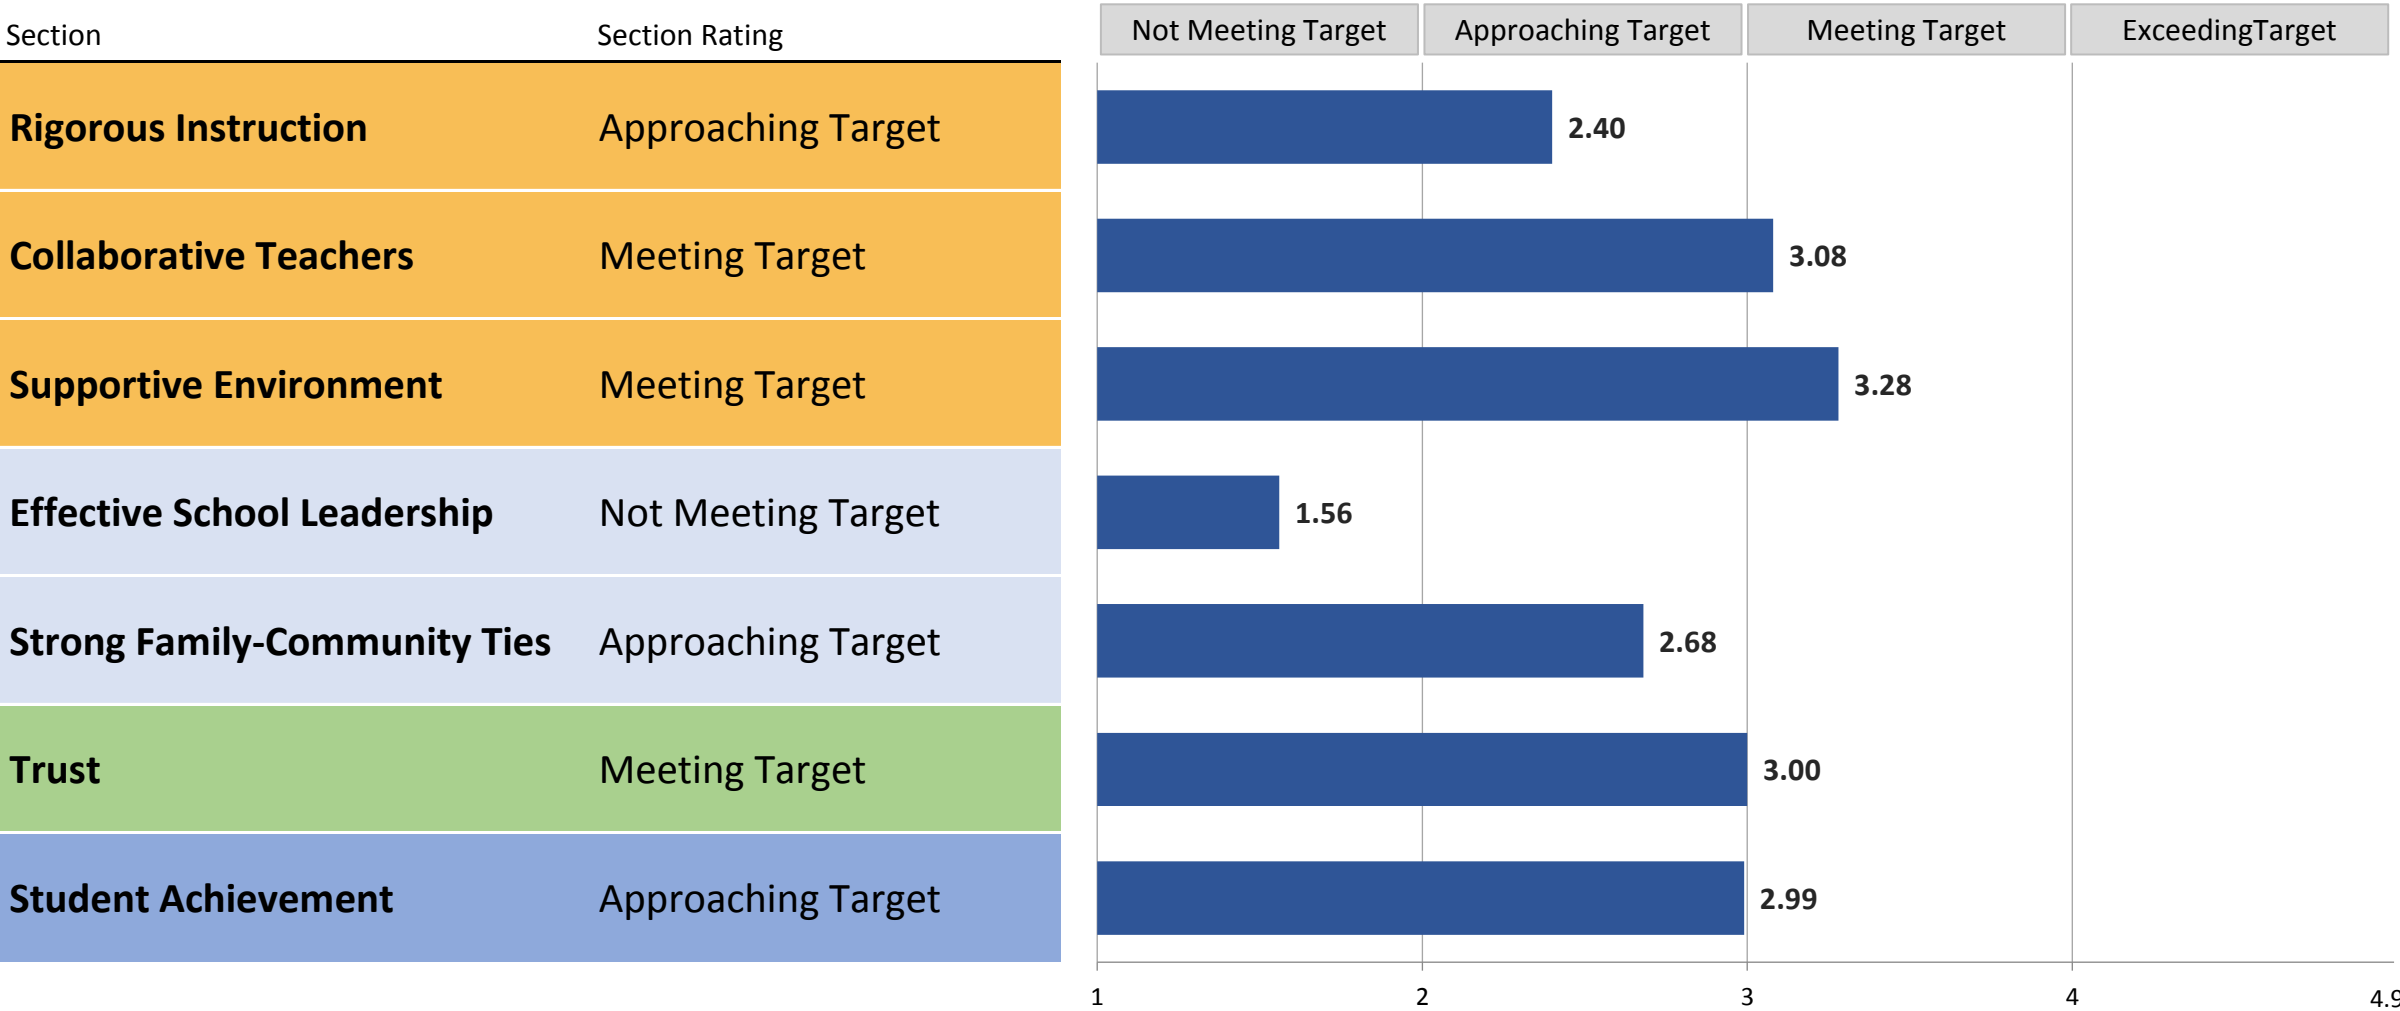 Section Section Rating Not Meeting Target Approaching Target Meeting Target ExceedingTarget
Rigorous Instruction Approaching Target 2.40
Collaborative Teachers Meeting Target 3.08
Supportive Environment Meeting Target 3.28
Effective School Leadership Not Meeting Target 1.56
Strong Family-Community Ties Approaching Target 2.68
Trust Meeting Target 3.00
Student Achievement Approaching Target 2.99
1 2 3 4 4.9